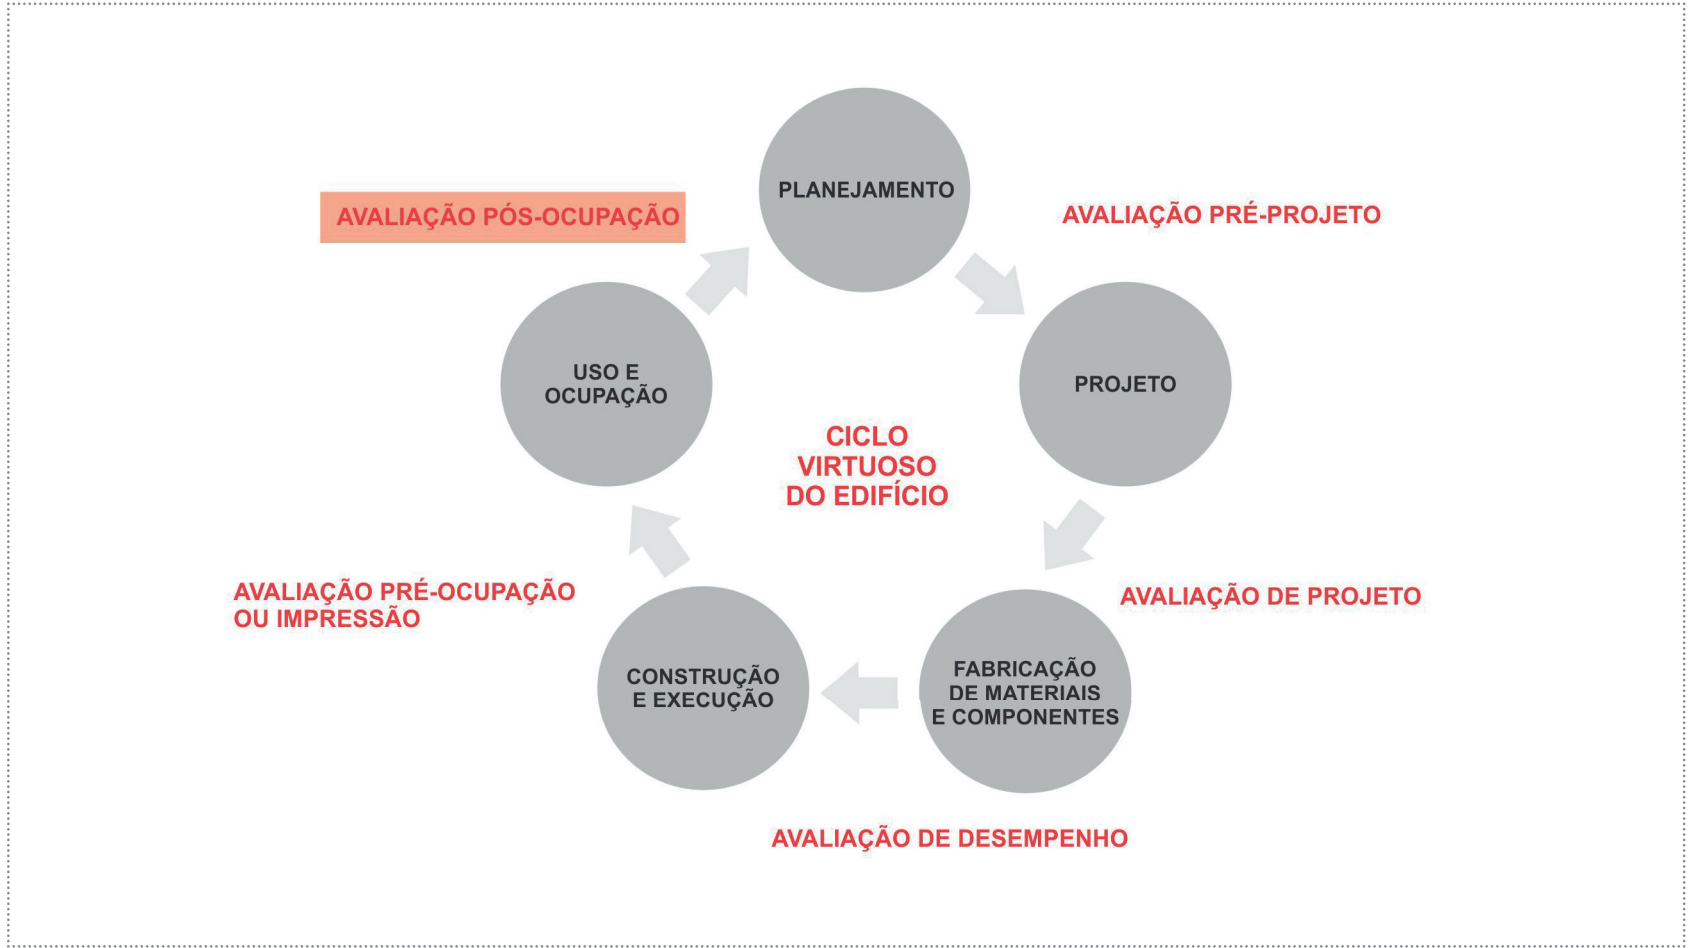 PLANEJAMENTO
AVALIAÇÃO PÓS-OCUPAÇÃO
AVALIAÇÃO PRÉ-PROJETO
USO E
OCUPAÇÃO
PROJETO
CICLO
VIRTUOSO
DO EDIFÍCIO
AVALIAÇÃO PRÉ-OCUPAÇÃO
OU IMPRESSÃO
AVALIAÇÃO DE PROJETO
CONSTRUÇÃO
E EXECUÇÃO
FABRICAÇÃO
DE MATERIAIS
E COMPONENTES
AVALIAÇÃO DE DESEMPENHO